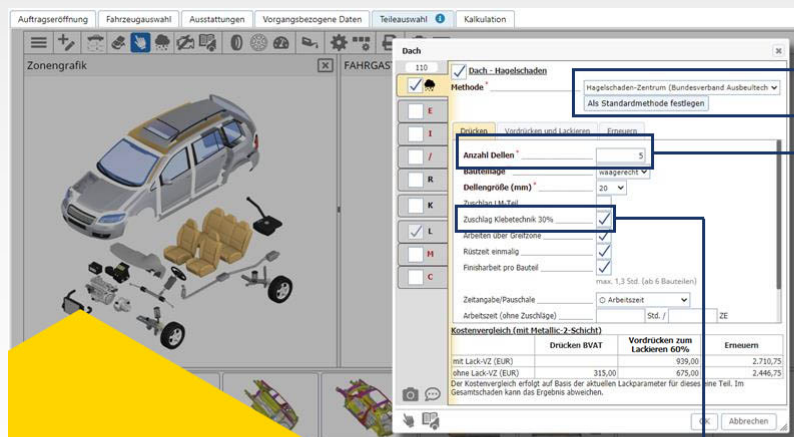 Auftragseröffnung Fahrzeugauswahl Ausstattungen Vorgangsbezogene Daten Teileauswahl Kalkulation
Zonengrafik
FAHRGAS
Dach
110
Dach - Hagelschaden
Methode * Hagelschaden-Zentrum (Bundesverband Ausbeultech
Als Standardmethode festlegen
E
I
/
R
K
L
M
C
Drücken Vordrücken und Lackieren Erneuern
Anzahl Dellen * 5
Bauteillage waagerecht
Dellengröße (mm) * 20
Zuschlag LM-Teil
Zuschlag Klebetechnik 30%
Arbeiten über Greifzone
Rüstzeit einmalig
Finisharbeit pro Bauteil
max. 1,3 Std. (ab 6 Bauteilen)
Zeitangabe/Pauschale Arbeitszeit
Arbeitszeit (ohne Zuschläge) Std. / ZE
Kostenvergleich (mit Metallic-2-Schicht)
Drücken BVAT Vordrücken zum Lackieren 60% Erneuern
mit Lack-VZ (EUR) 939,00 2.710,75
ohne Lack-VZ (EUR) 315,00 675,00 2.446,75
Der Kostenvergleich erfolgt auf Basis der aktuellen Lackparameter für dieses eine Teil. Im
Gesamtschaden kann das Ergebnis abweichen.
OK Abbrechen